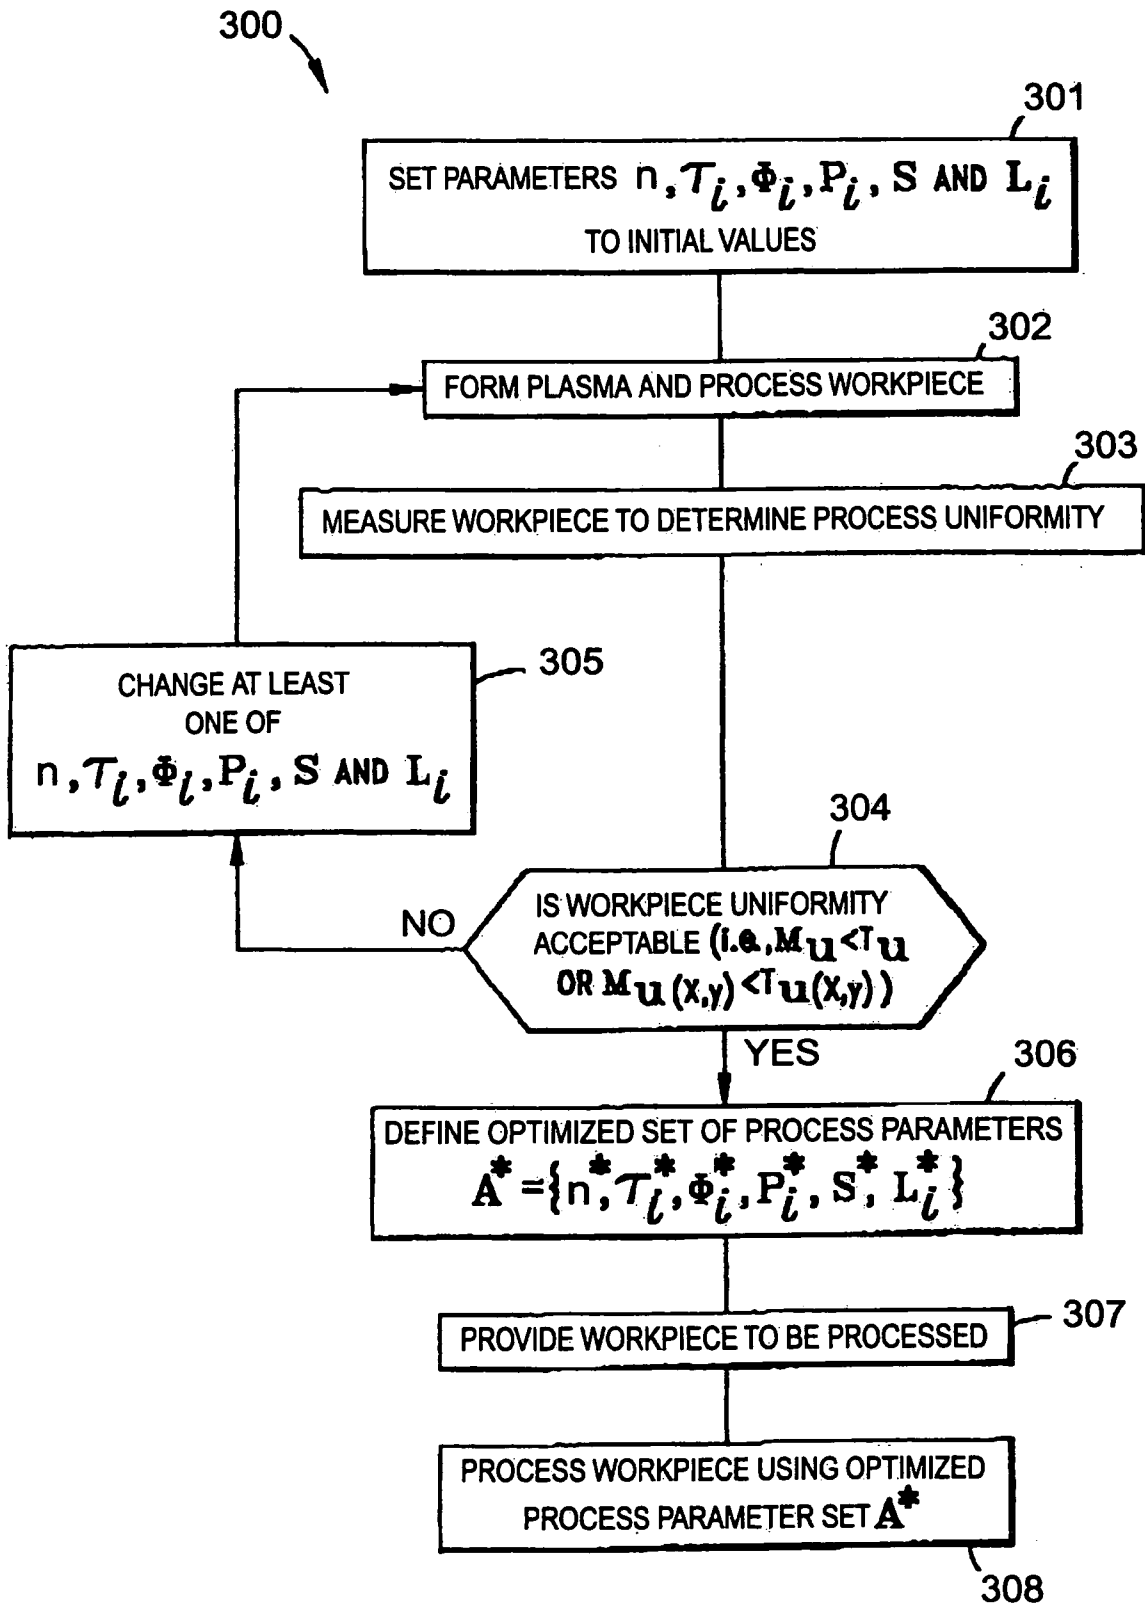 300
301
SET PARAMETERS n, τi, Φi, Pi, S AND Li
TO INITIAL VALUES
302
FORM PLASMA AND PROCESS WORKPIECE
303
MEASURE WORKPIECE TO DETERMINE PROCESS UNIFORMITY
305
CHANGE AT LEAST
ONE OF
n, τi, Φi, Pi, S AND Li
304
NO
IS WORKPIECE UNIFORMITY
ACCEPTABLE (i.e., Mu<Tu
OR Mu(X,y)<Tu(X,y))
YES
306
DEFINE OPTIMIZED SET OF PROCESS PARAMETERS
A*={n*, τi*, Φi*, Pi*, S*, Li*}
307
PROVIDE WORKPIECE TO BE PROCESSED
PROCESS WORKPIECE USING OPTIMIZED
PROCESS PARAMETER SET A*
308